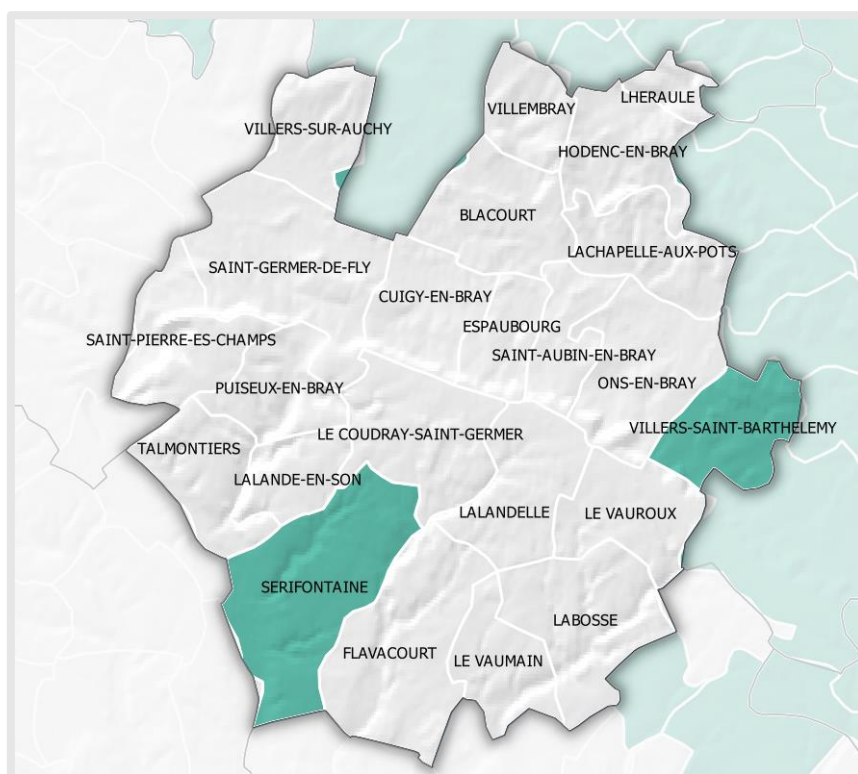 LHERAULE
VILLEMBRAY
VILLERS-SUR-AUCHY
HODENC-EN-BRAY
BLACOURT
LACHAPELLE-AUX-POTS
SAINT-GERMER-DE-FLY
CUIGY-EN-BRAY
ESPAUBOURG
SAINT-PIERRE-ES-CHAMPS
SAINT-AUBIN-EN-BRAY
PUISEUX-EN-BRAY
ONS-EN-BRAY
VILLERS-SAINT-BARTHELEMY
LE COUDRAY-SAINT-GERMER
TALMONTIERS
LALANDE-EN-SON
LALANDELLE
LE VAUROUX
SERIFONTAINE
LABOSSE
FLAVACOURT
LE VAUMAIN